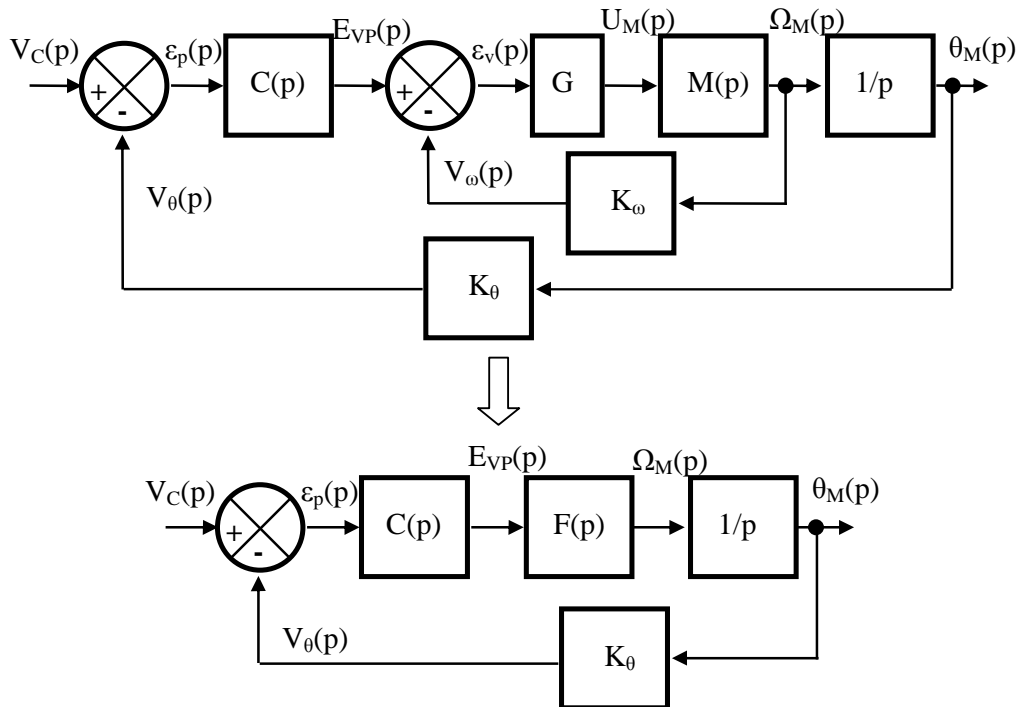 V_C(p) ε_p(p) E_VP(p) ε_v(p) U_M(p) Ω_M(p) θ_M(p)
+ - C(p) + - G M(p) 1/p
V_ω(p) K_ω
V_θ(p)
K_θ
V_C(p) ε_p(p) E_VP(p) Ω_M(p) θ_M(p)
+ - C(p) F(p) 1/p
V_θ(p) K_θ